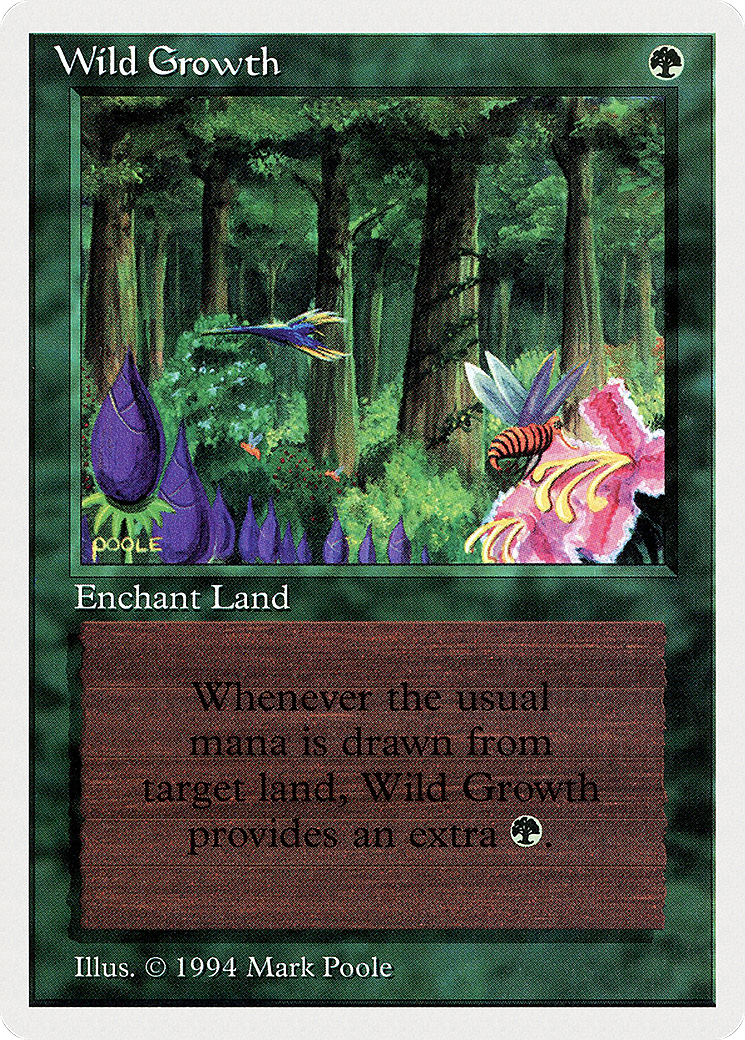 Wild Growth
POOLE
Enchant Land
Whenever the usual
mana is drawn from
target land, Wild Growth
provides an extra .
Illus. © 1994 Mark Poole